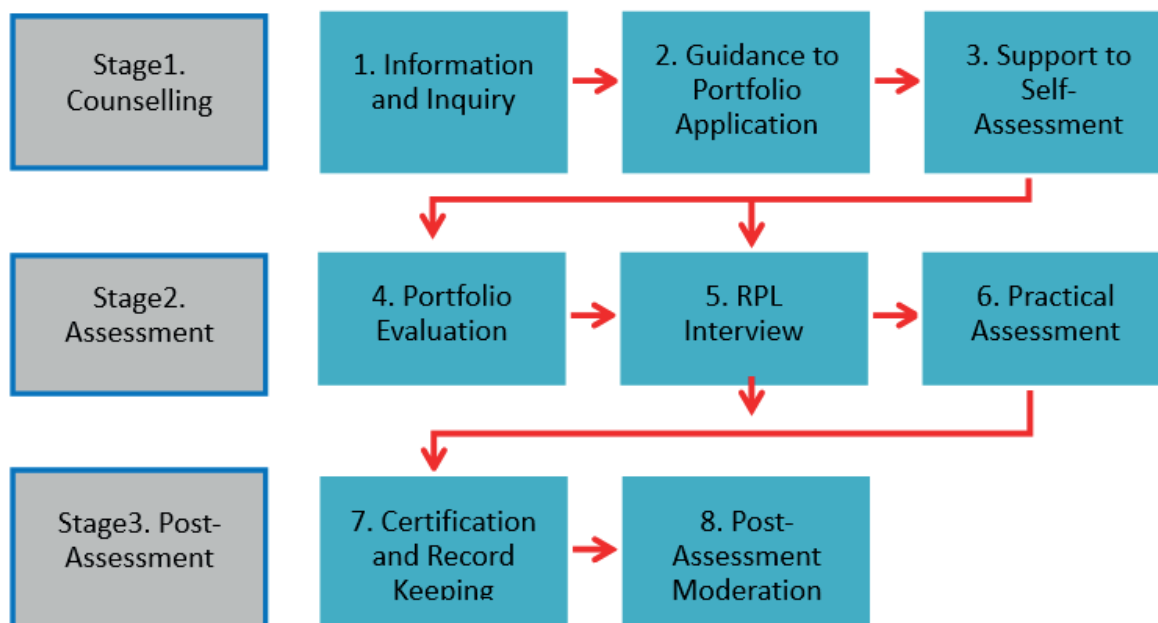 Stage1.
Counselling
1. Information
and Inquiry
2. Guidance to
Portfolio
Application
3. Support to
Self-
Assessment
Stage2.
Assessment
4. Portfolio
Evaluation
5. RPL
Interview
6. Practical
Assessment
Stage3. Post-
Assessment
7. Certification
and Record
Keeping
8. Post-
Assessment
Moderation